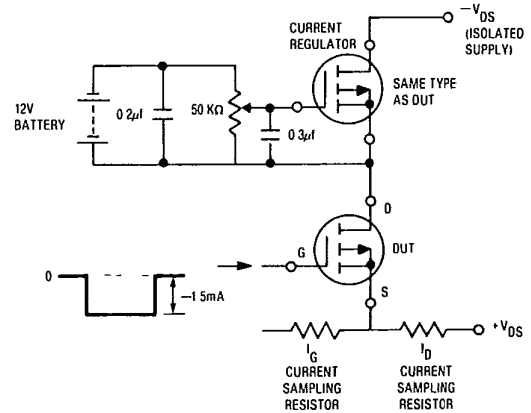 −VDS
(ISOLATED
SUPPLY)
CURRENT
REGULATOR
SAME TYPE
AS DUT
12V
BATTERY
0 2µf
50 KΩ
0 3µf
D
G
DUT
S
0
−1 5mA
+VDS
IG
CURRENT
SAMPLING
RESISTOR
ID
CURRENT
SAMPLING
RESISTOR